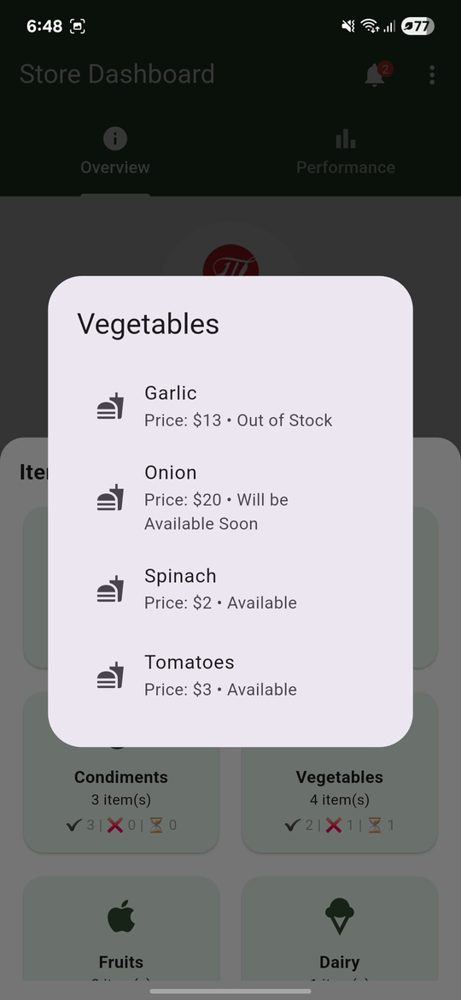 6:48
77
Store Dashboard
2
Overview
Performance
Vegetables
Garlic
Price: $13 • Out of Stock
Onion
Price: $20 • Will be
Available Soon
Spinach
Price: $2 • Available
Tomatoes
Price: $3 • Available
Condiments
3 item(s)
✔ 3 | ❌ 0 | ⏳ 0
Vegetables
4 item(s)
✔ 2 | ❌ 1 | ⏳ 1
Fruits
Dairy